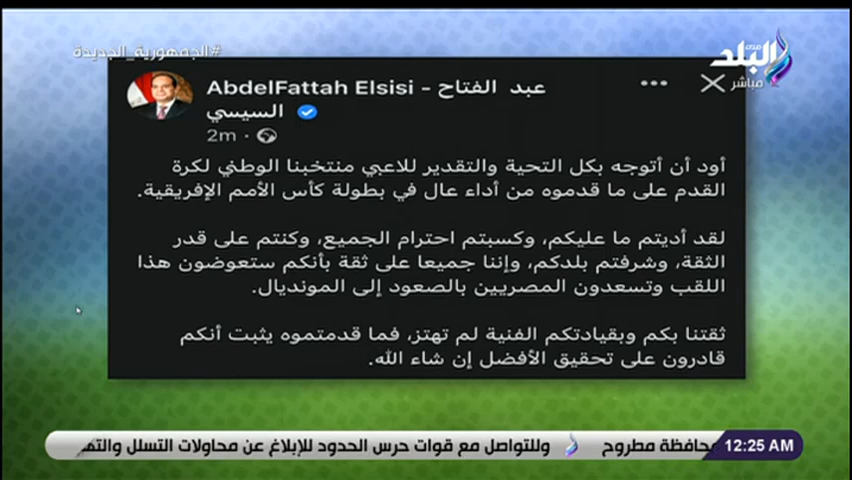 #الجمهورية_الجديدة
صدى البلد
مباشر
AbdelFattah Elsisi - عبد الفتاح
السيسي
2m
أود أن أتوجه بكل التحية والتقدير للاعبي منتخبنا الوطني لكرة
القدم على ما قدموه من أداء عال في بطولة كأس الأمم الإفريقية.
لقد أديتم ما عليكم، وكسبتم احترام الجميع، وكنتم على قدر
الثقة، وشرفتم بلدكم، وإننا جميعا على ثقة بأنكم ستعوضون هذا
اللقب وتسعدون المصريين بالصعود إلى المونديال.
ثقتنا بكم وبقيادتكم الفنية لم تهتز، فما قدمتموه يثبت أنكم
قادرون على تحقيق الأفضل إن شاء الله.
12:25 AM
محافظة مطروح وللتواصل مع قوات حرس الحدود للإبلاغ عن محاولات التسلل والته